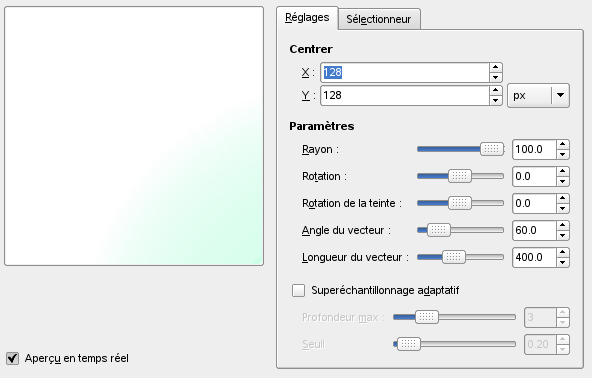 Réglages
Sélectionneur
Centrer
X : 128
Y : 128 px
Paramètres
Rayon : 100.0
Rotation : 0.0
Rotation de la teinte : 0.0
Angle du vecteur : 60.0
Longueur du vecteur : 400.0
Superéchantillonnage adaptatif
Profondeur max : 3
Seuil 0.20
Aperçu en temps réel